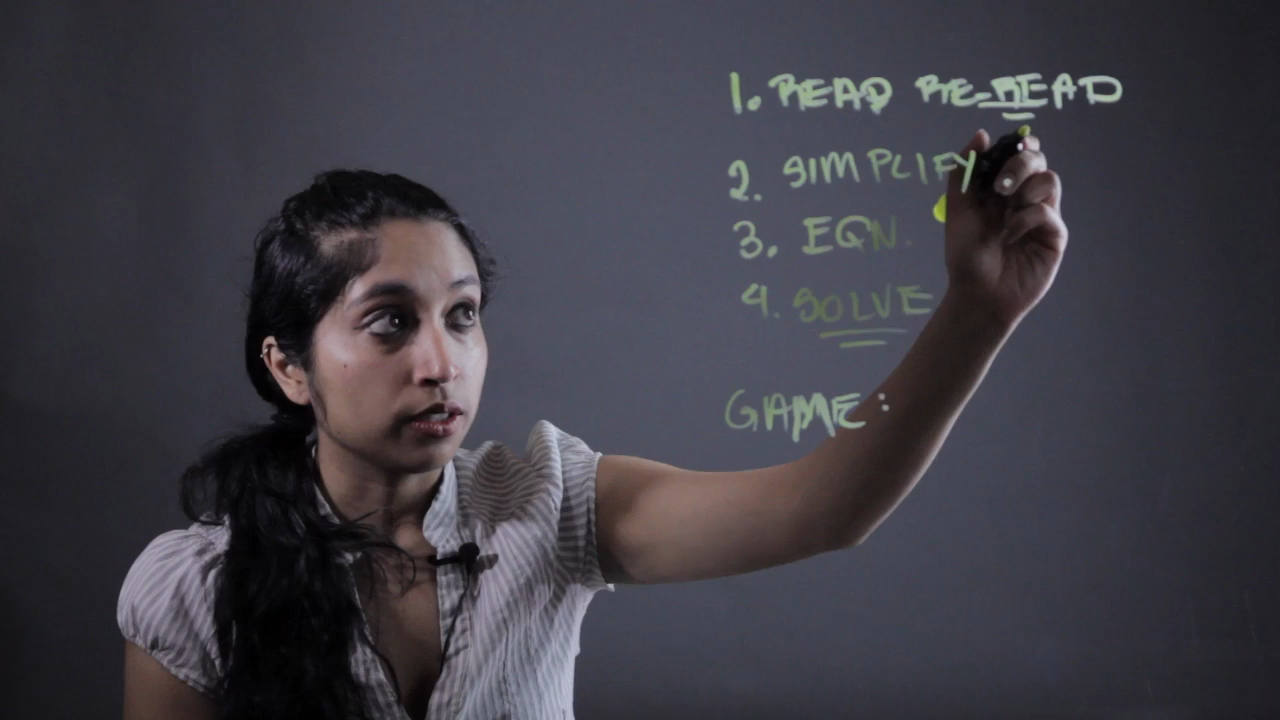 1. READ RE-READ
2. SIMPLIFY
3. EQN.
4. SOLVE
GAME: